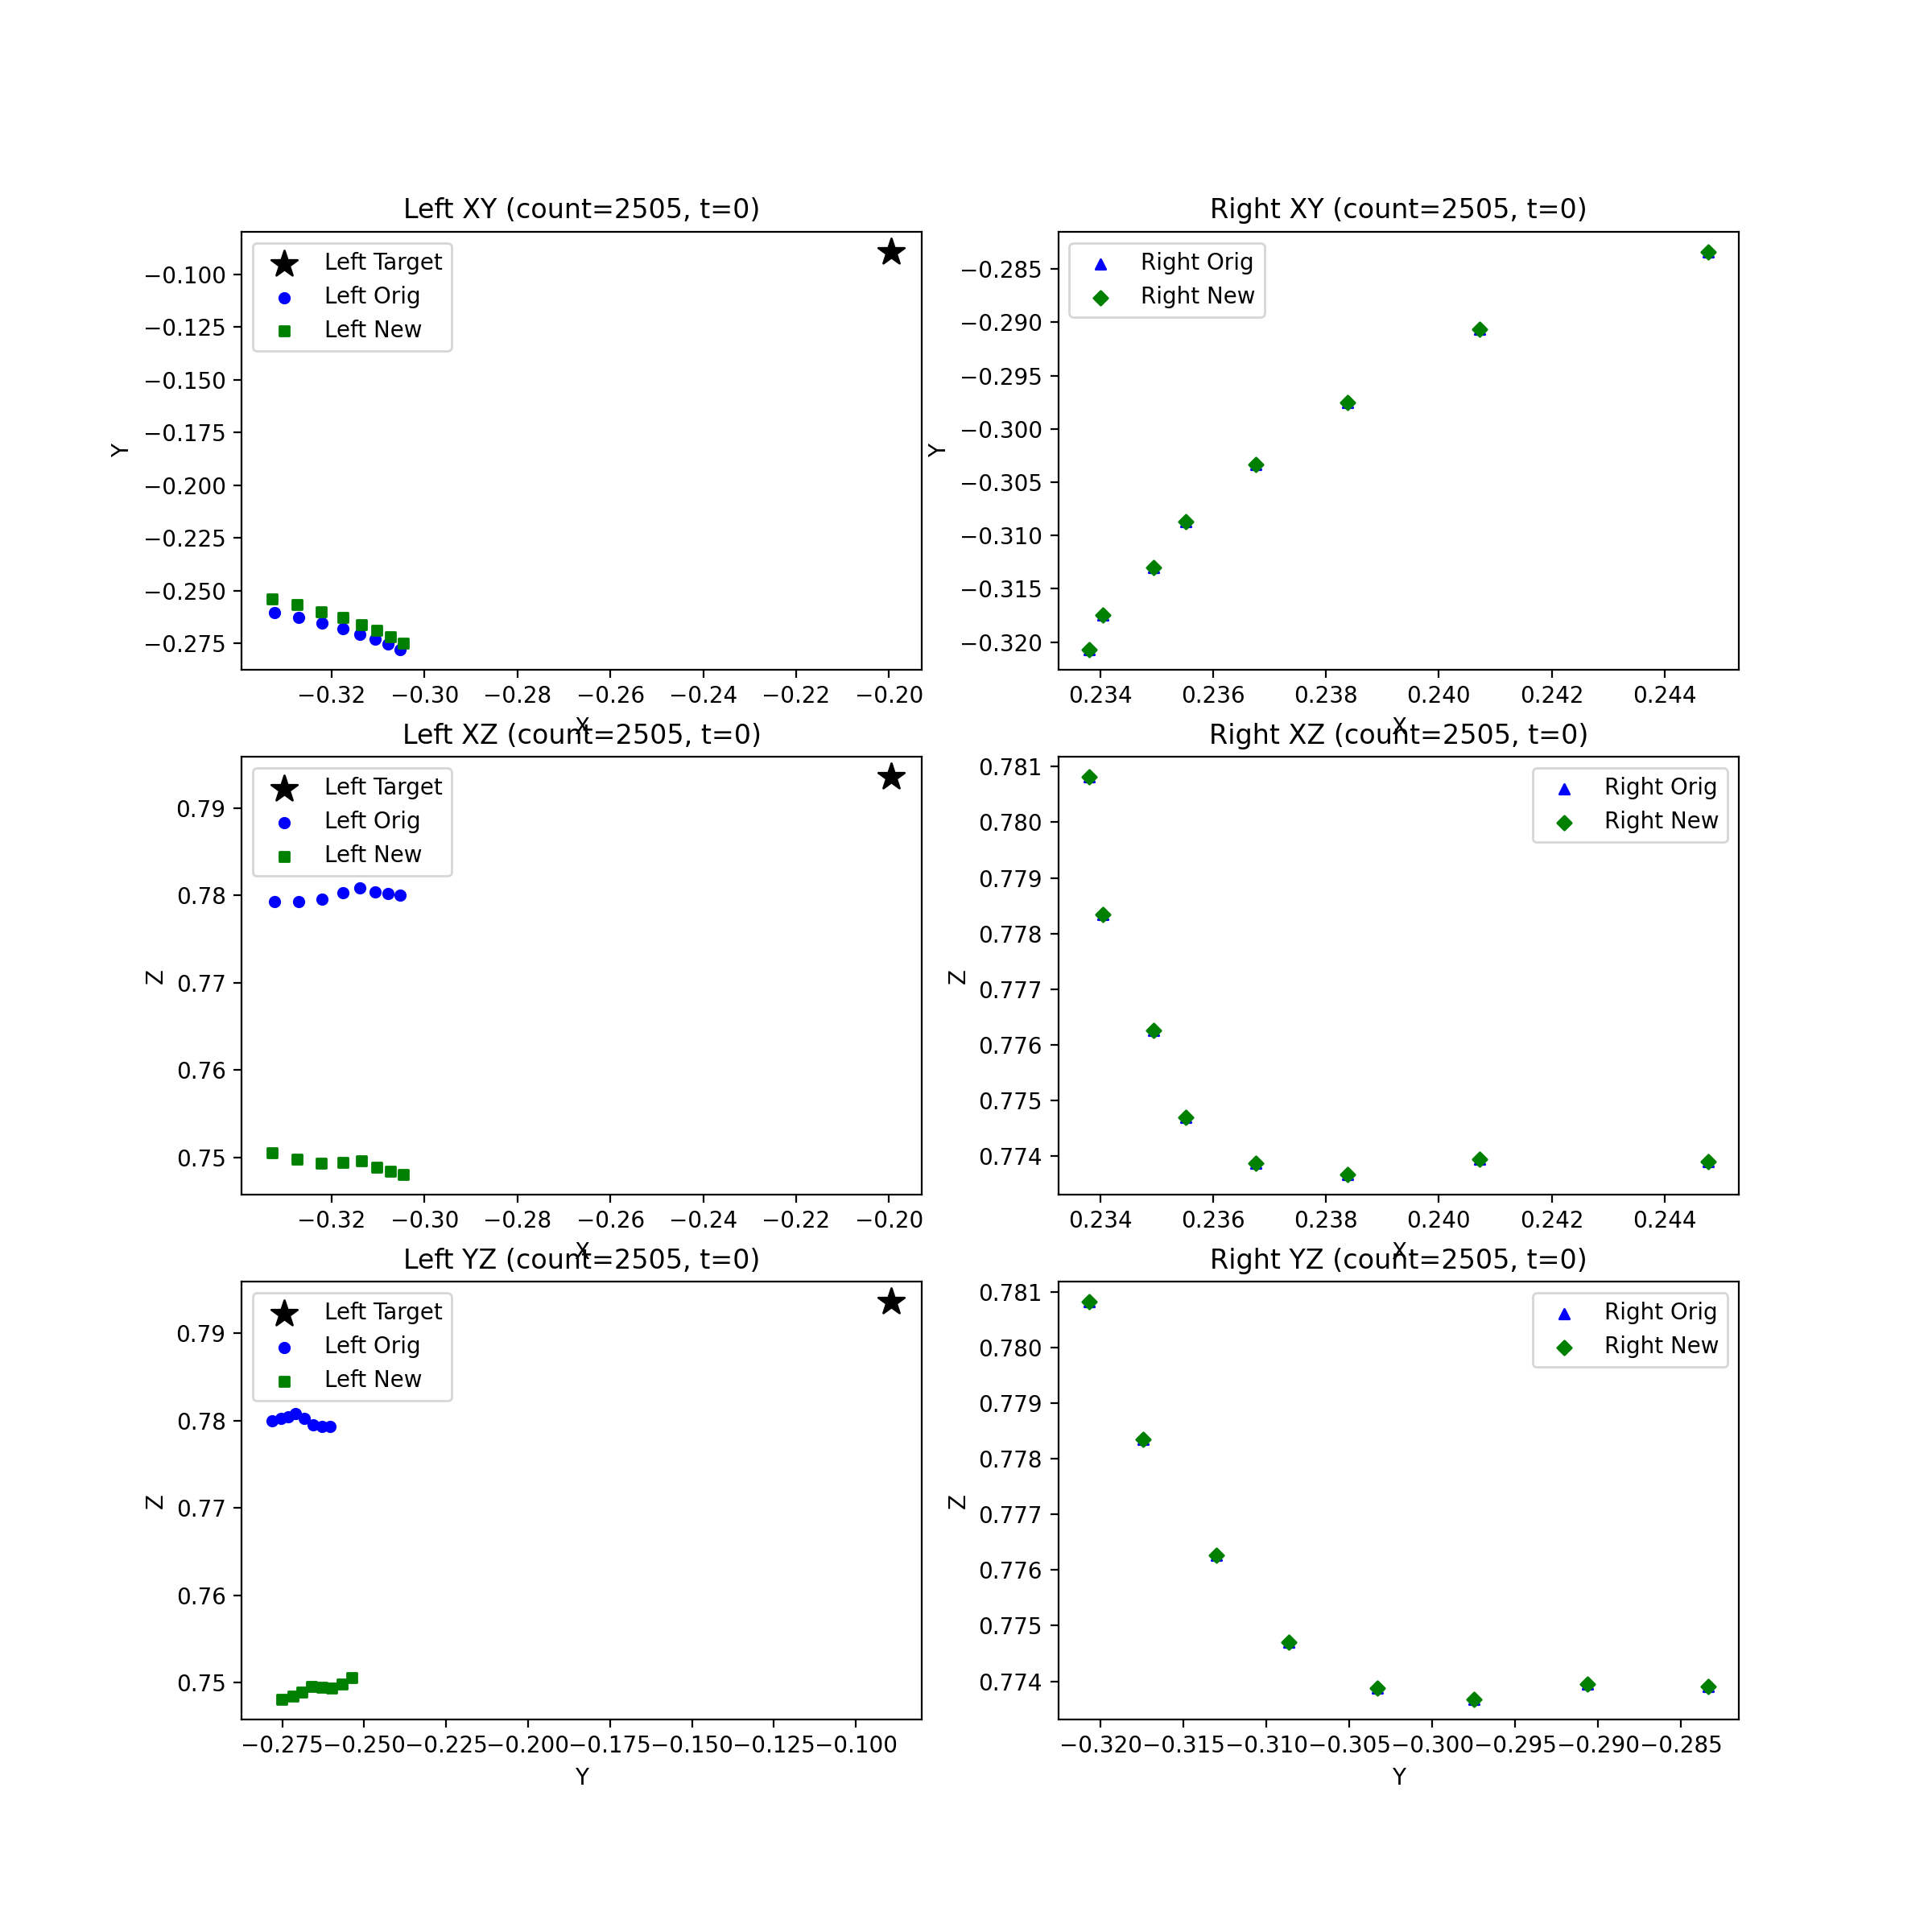 Left XY (count=2505, t=0)
Left Target
Left Orig
Left New
−0.100
−0.125
−0.150
−0.175
−0.200
−0.225
−0.250
−0.275
Y
−0.32 −0.30 −0.28 −0.26 −0.24 −0.22 −0.20
X
Right XY (count=2505, t=0)
Right Orig
Right New
−0.285
−0.290
−0.295
−0.300
−0.305
−0.310
−0.315
−0.320
Y
0.234 0.236 0.238 0.240 0.242 0.244
X
Left XZ (count=2505, t=0)
Left Target
Left Orig
Left New
0.79
0.78
0.77
0.76
0.75
Z
−0.32 −0.30 −0.28 −0.26 −0.24 −0.22 −0.20
X
Right XZ (count=2505, t=0)
Right Orig
Right New
0.781
0.780
0.779
0.778
0.777
0.776
0.775
0.774
Z
0.234 0.236 0.238 0.240 0.242 0.244
X
Left YZ (count=2505, t=0)
Left Target
Left Orig
Left New
0.79
0.78
0.77
0.76
0.75
Z
−0.275 −0.250 −0.225 −0.200 −0.175 −0.150 −0.125 −0.100
Y
Right YZ (count=2505, t=0)
Right Orig
Right New
0.781
0.780
0.779
0.778
0.777
0.776
0.775
0.774
Z
−0.320 −0.315 −0.310 −0.305 −0.300 −0.295 −0.290 −0.285
Y